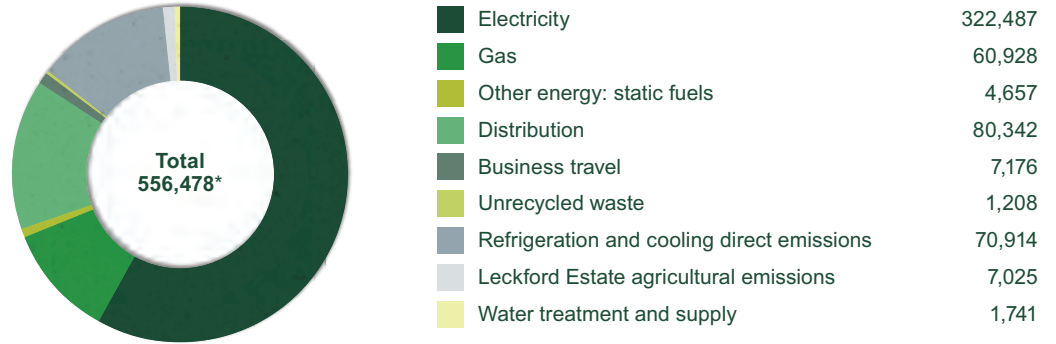 Total
556,478*
Electricity 322,487
Gas 60,928
Other energy: static fuels 4,657
Distribution 80,342
Business travel 7,176
Unrecycled waste 1,208
Refrigeration and cooling direct emissions 70,914
Leckford Estate agricultural emissions 7,025
Water treatment and supply 1,741